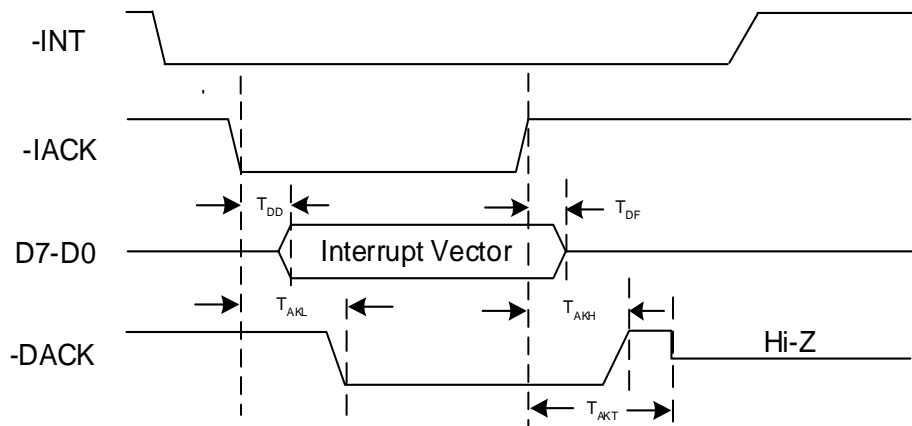 -INT
-IACK
T_DD
T_DF
D7-D0
Interrupt Vector
T_AKL
T_AKH
-DACK
Hi-Z
T_AKT